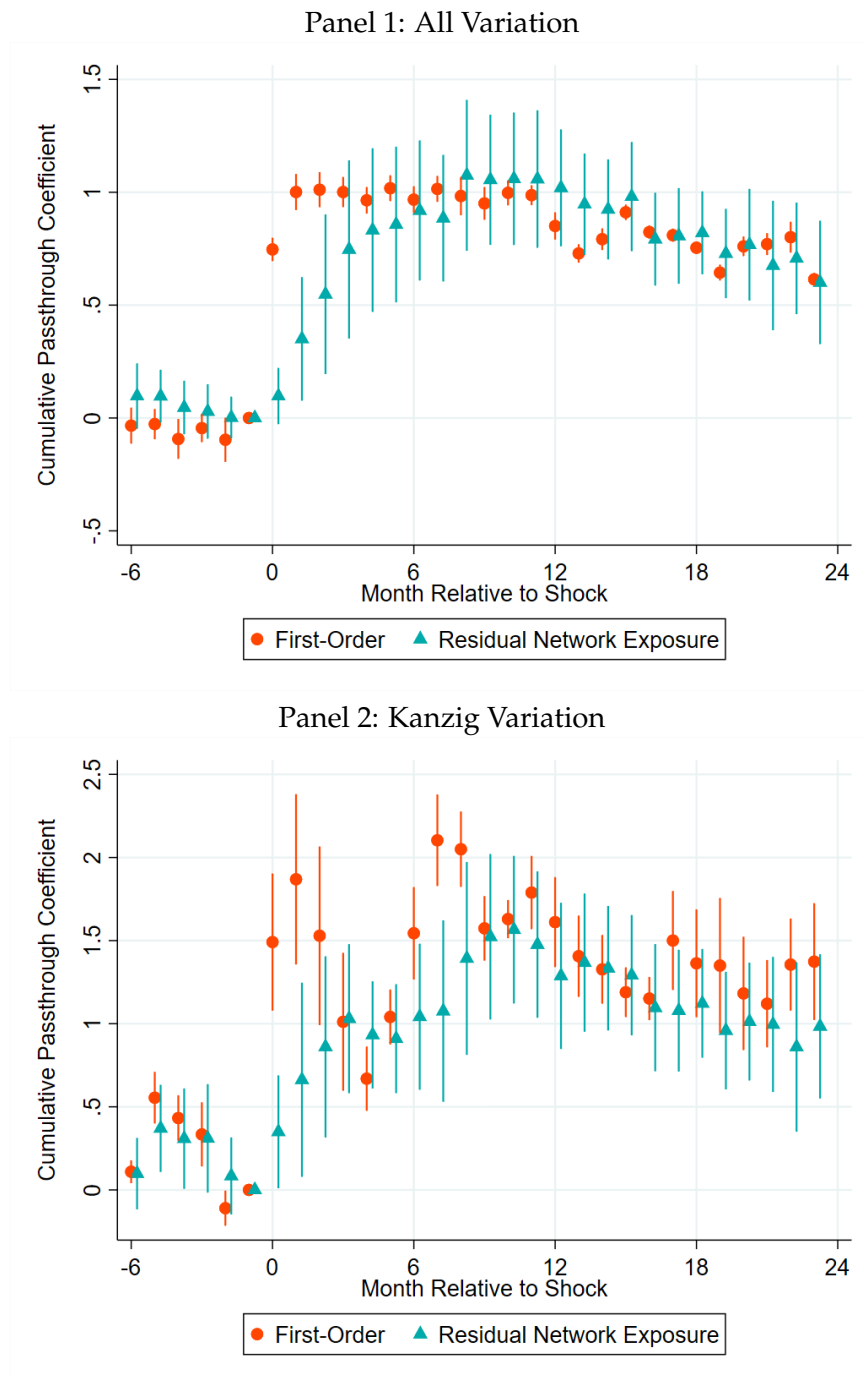 Panel 1: All Variation
Cumulative Passthrough Coefficient
1.5
1
.5
0
-.5
-6 0 6 12 18 24
Month Relative to Shock
First-Order Residual Network Exposure
Panel 2: Kanzig Variation
Cumulative Passthrough Coefficient
2.5
2
1.5
1
.5
0
-6 0 6 12 18 24
Month Relative to Shock
First-Order Residual Network Exposure